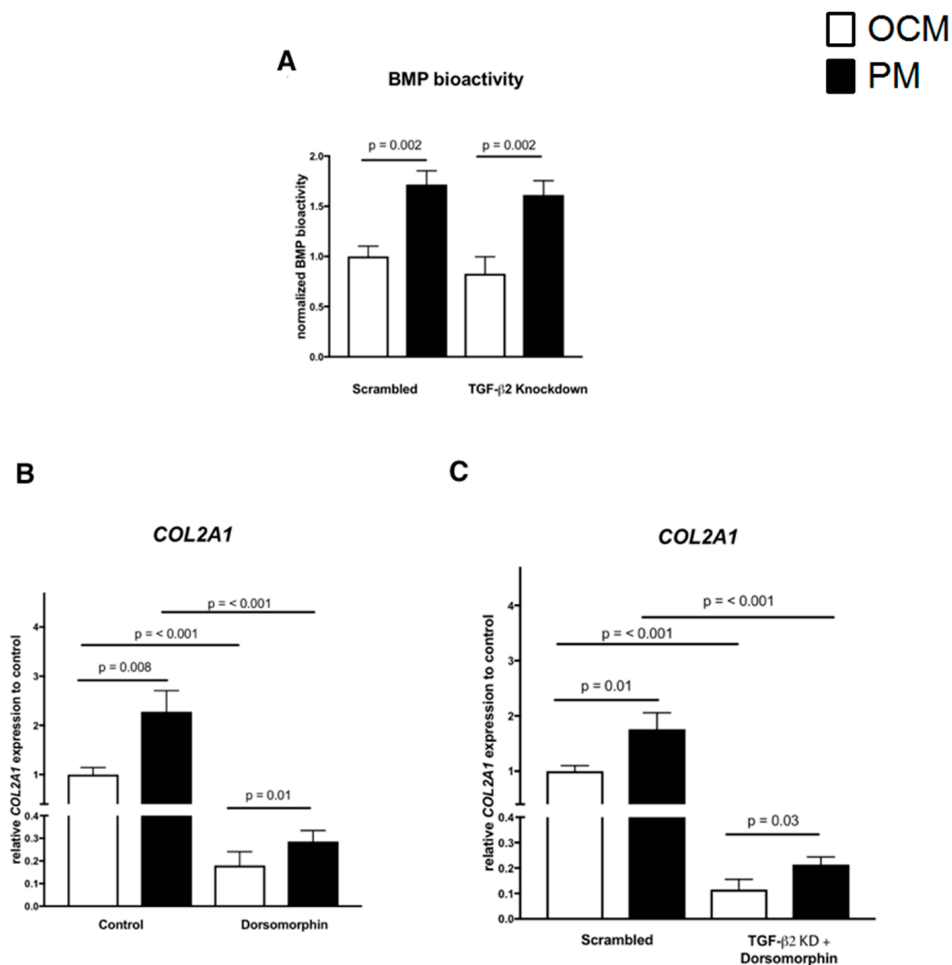 OCM
PM
A
BMP bioactivity
p = 0.002
p = 0.002
normalized BMP bioactivity
2.0
1.5
1.0
0.5
0.0
Scrambled
TGF-β2 Knockdown
B
COL2A1
relative COL2A1 expression to control
p = < 0.001
p = < 0.001
p = 0.008
p = 0.01
4
3
2
1
0.4
0.3
0.2
0.1
0.0
Control
Dorsomorphin
C
COL2A1
relative COL2A1 expression to control
p = < 0.001
p = < 0.001
p = 0.01
p = 0.03
4
3
2
1
0.4
0.3
0.2
0.1
0.0
Scrambled
TGF-β2 KD +
Dorsomorphin